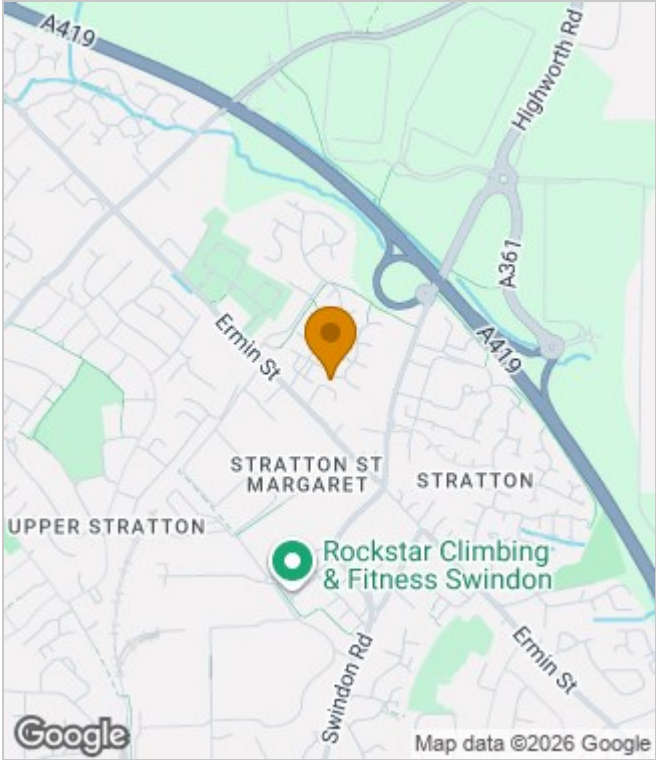 A419
Highworth Rd
A361
A419
Ermin St
STRATTON ST
MARGARET
STRATTON
UPPER STRATTON
Rockstar Climbing
& Fitness Swindon
Ermin St
Swindon Rd
Google
Map data ©2026 Google